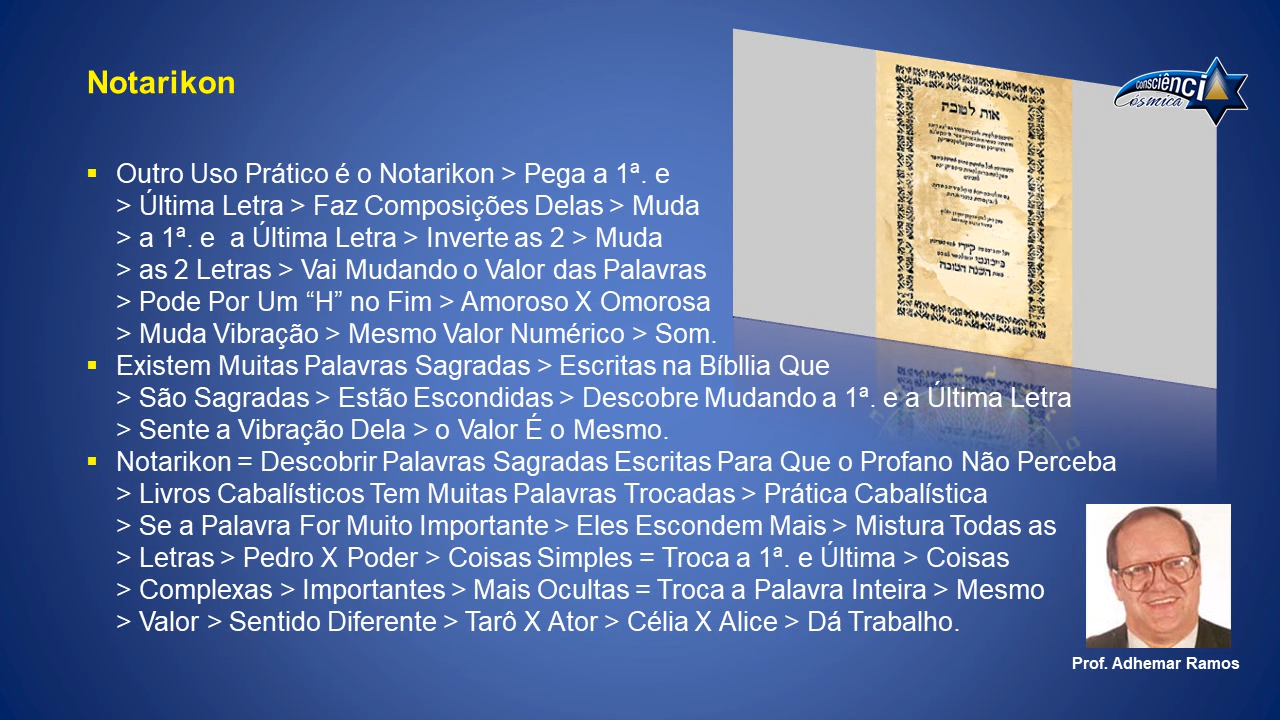 Notarikon
consciênci
Cósmica
▪ Outro Uso Prático é o Notarikon > Pega a 1ª. e
> Última Letra > Faz Composições Delas > Muda
> a 1ª. e a Última Letra > Inverte as 2 > Muda
> as 2 Letras > Vai Mudando o Valor das Palavras
> Pode Por Um “H” no Fim > Amoroso X Omorosa
> Muda Vibração > Mesmo Valor Numérico > Som.
▪ Existem Muitas Palavras Sagradas > Escritas na Bíbllia Que
> São Sagradas > Estão Escondidas > Descobre Mudando a 1ª. e a Última Letra
> Sente a Vibração Dela > o Valor É o Mesmo.
▪ Notarikon = Descobrir Palavras Sagradas Escritas Para Que o Profano Não Perceba
> Livros Cabalísticos Tem Muitas Palavras Trocadas > Prática Cabalística
> Se a Palavra For Muito Importante > Eles Escondem Mais > Mistura Todas as
> Letras > Pedro X Poder > Coisas Simples = Troca a 1ª. e Última > Coisas
> Complexas > Importantes > Mais Ocultas = Troca a Palavra Inteira > Mesmo
> Valor > Sentido Diferente > Tarô X Ator > Célia X Alice > Dá Trabalho.
אות לטובה
Prof. Adhemar Ramos